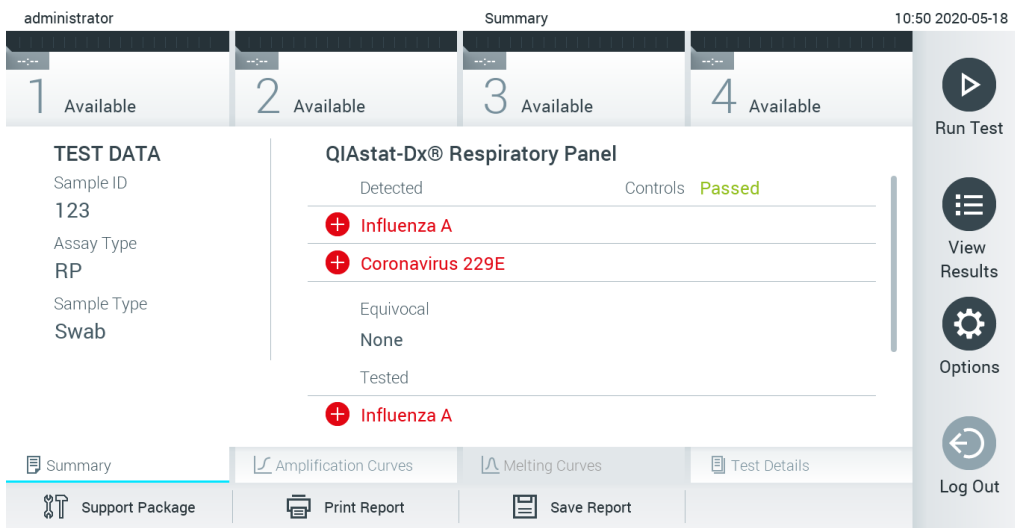 administrator
Summary
10:50 2020-05-18
--:--
1 Available
--:--
2 Available
--:--
3 Available
--:--
4 Available
Run Test
View
Results
Options
Log Out
TEST DATA
Sample ID
123
Assay Type
RP
Sample Type
Swab
QIAstat-Dx® Respiratory Panel
Detected
Controls Passed
Influenza A
Coronavirus 229E
Equivocal
None
Tested
Influenza A
Summary
Amplification Curves
Melting Curves
Test Details
Support Package
Print Report
Save Report